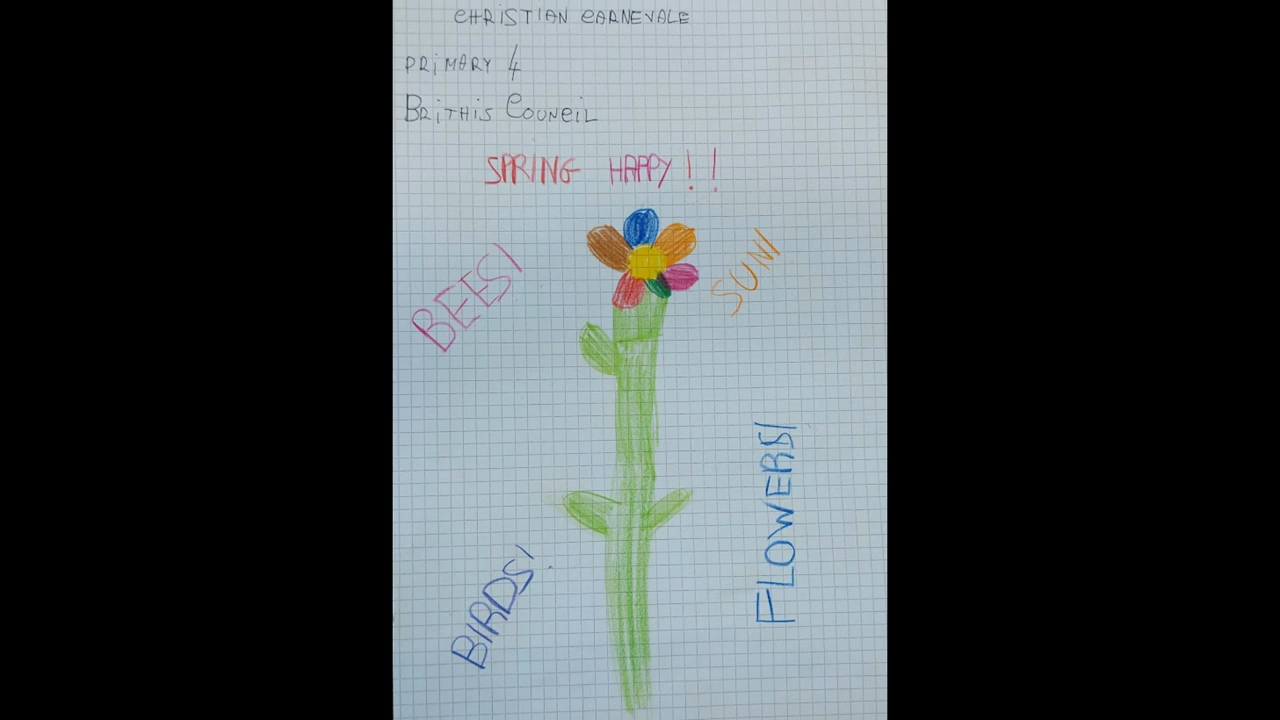 CHRISTIAN CARNEVALE
PRIMARY 4
BRITHIS COUNCIL
SPRING HAPPY!!
BEES!
SUN!
FLOWERS!
BIRDS!